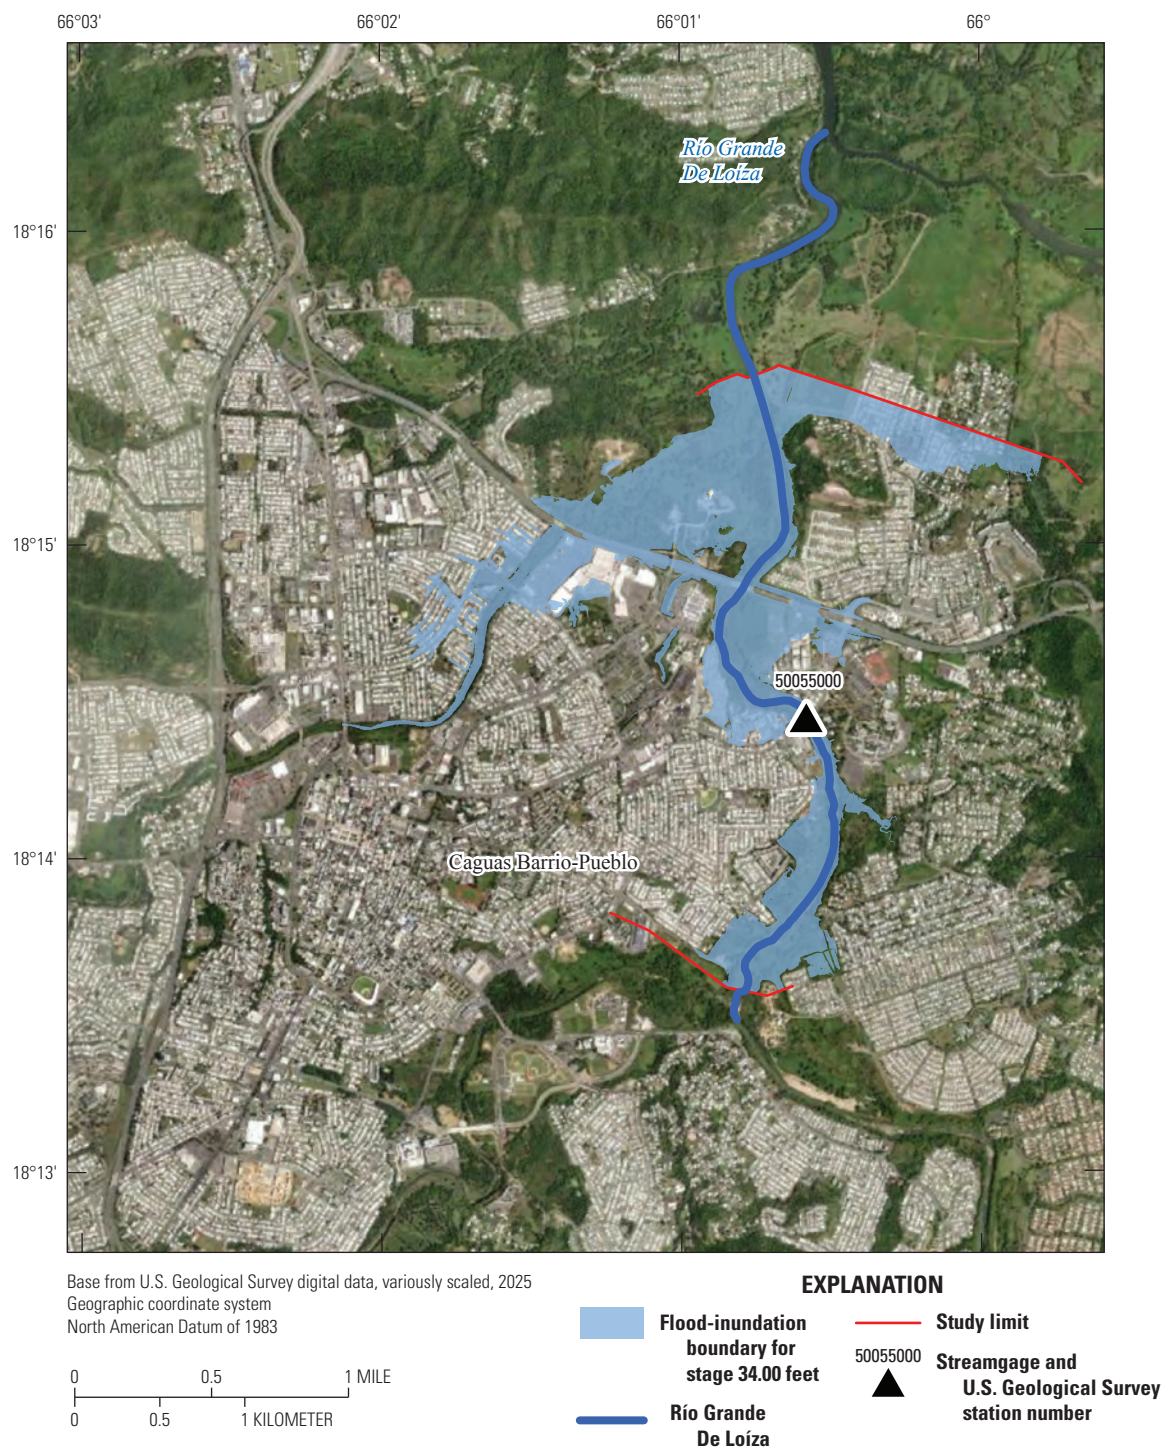 66°03'
66°02'
66°01'
66°
Río Grande
De Loíza
18°16'
18°15'
50055000
18°14'
Caguas Barrio-Pueblo
18°13'
Base from U.S. Geological Survey digital data, variously scaled, 2025
Geographic coordinate system
North American Datum of 1983
0 0.5 1 MILE
0 0.5 1 KILOMETER
EXPLANATION
Flood-inundation
boundary for
stage 34.00 feet
Río Grande
De Loíza
Study limit
50055000
Streamgage and
U.S. Geological Survey
station number